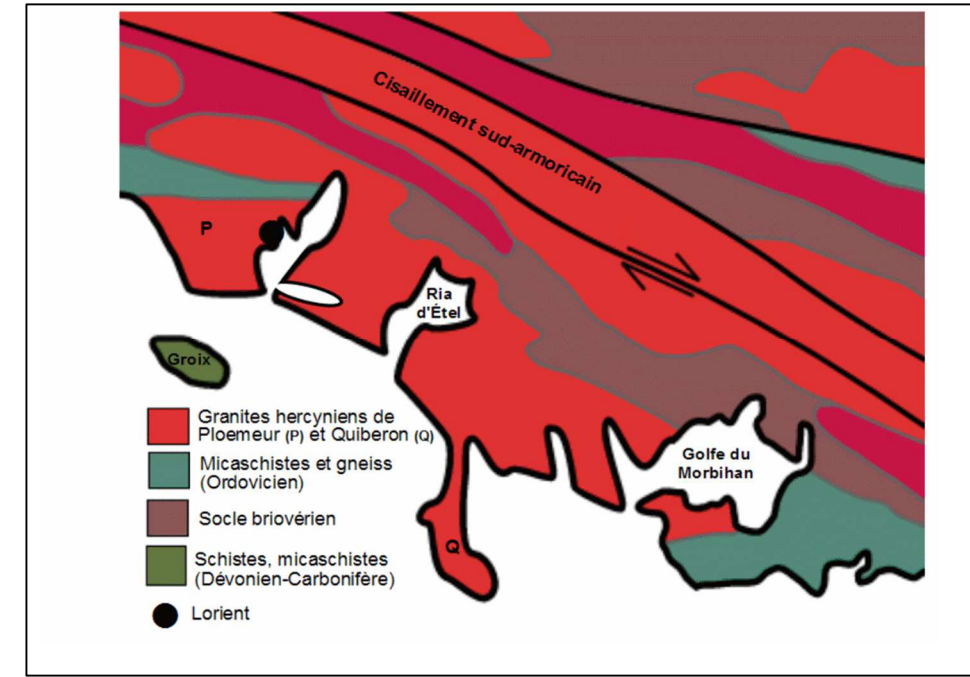 Cisaillement sud-armoricain
P
Ria
d'Étel
Groix
Golfe du
Morbihan
Q
Granites hercyniens de
Ploemeur (P) et Quiberon (Q)
Micaschistes et gneiss
(Ordovicien)
Socle briovérien
Schistes, micaschistes
(Dévonien-Carbonifère)
Lorient